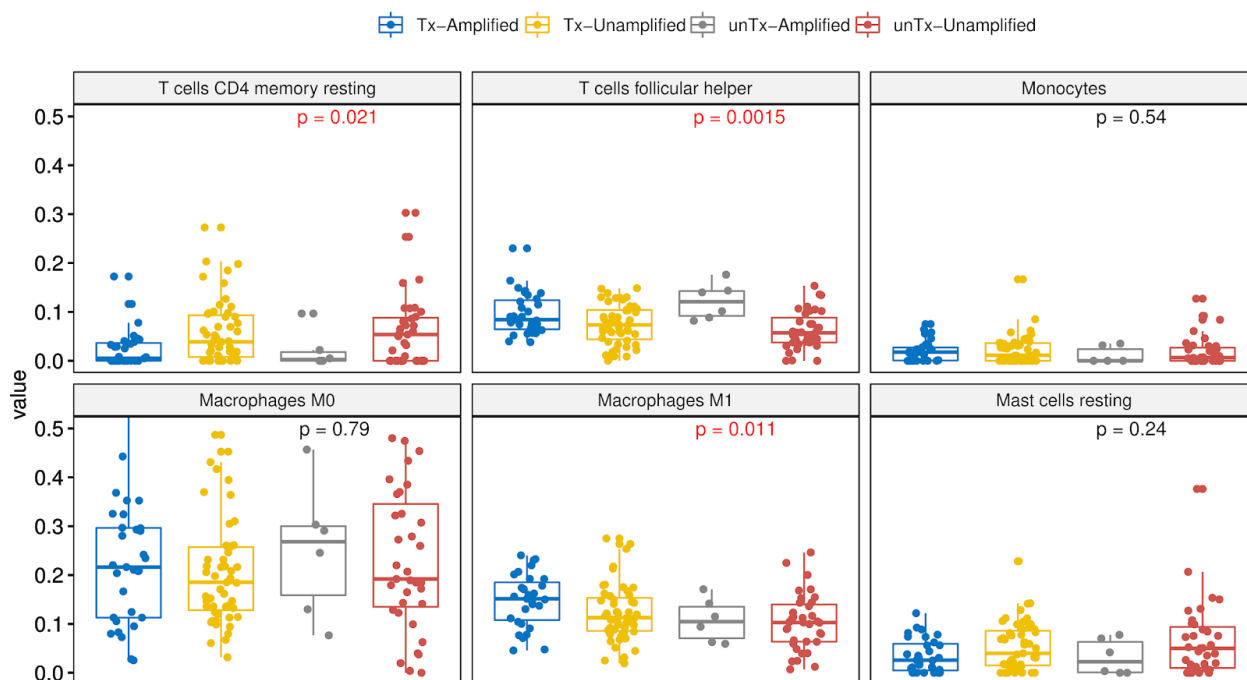 Tx−Amplified Tx−Unamplified unTx−Amplified unTx−Unamplified
T cells CD4 memory resting T cells follicular helper Monocytes
p = 0.021 p = 0.0015 p = 0.54
0.5
0.4
0.3
0.2
0.1
0.0
value
Macrophages M0 Macrophages M1 Mast cells resting
p = 0.79 p = 0.011 p = 0.24
0.5
0.4
0.3
0.2
0.1
0.0